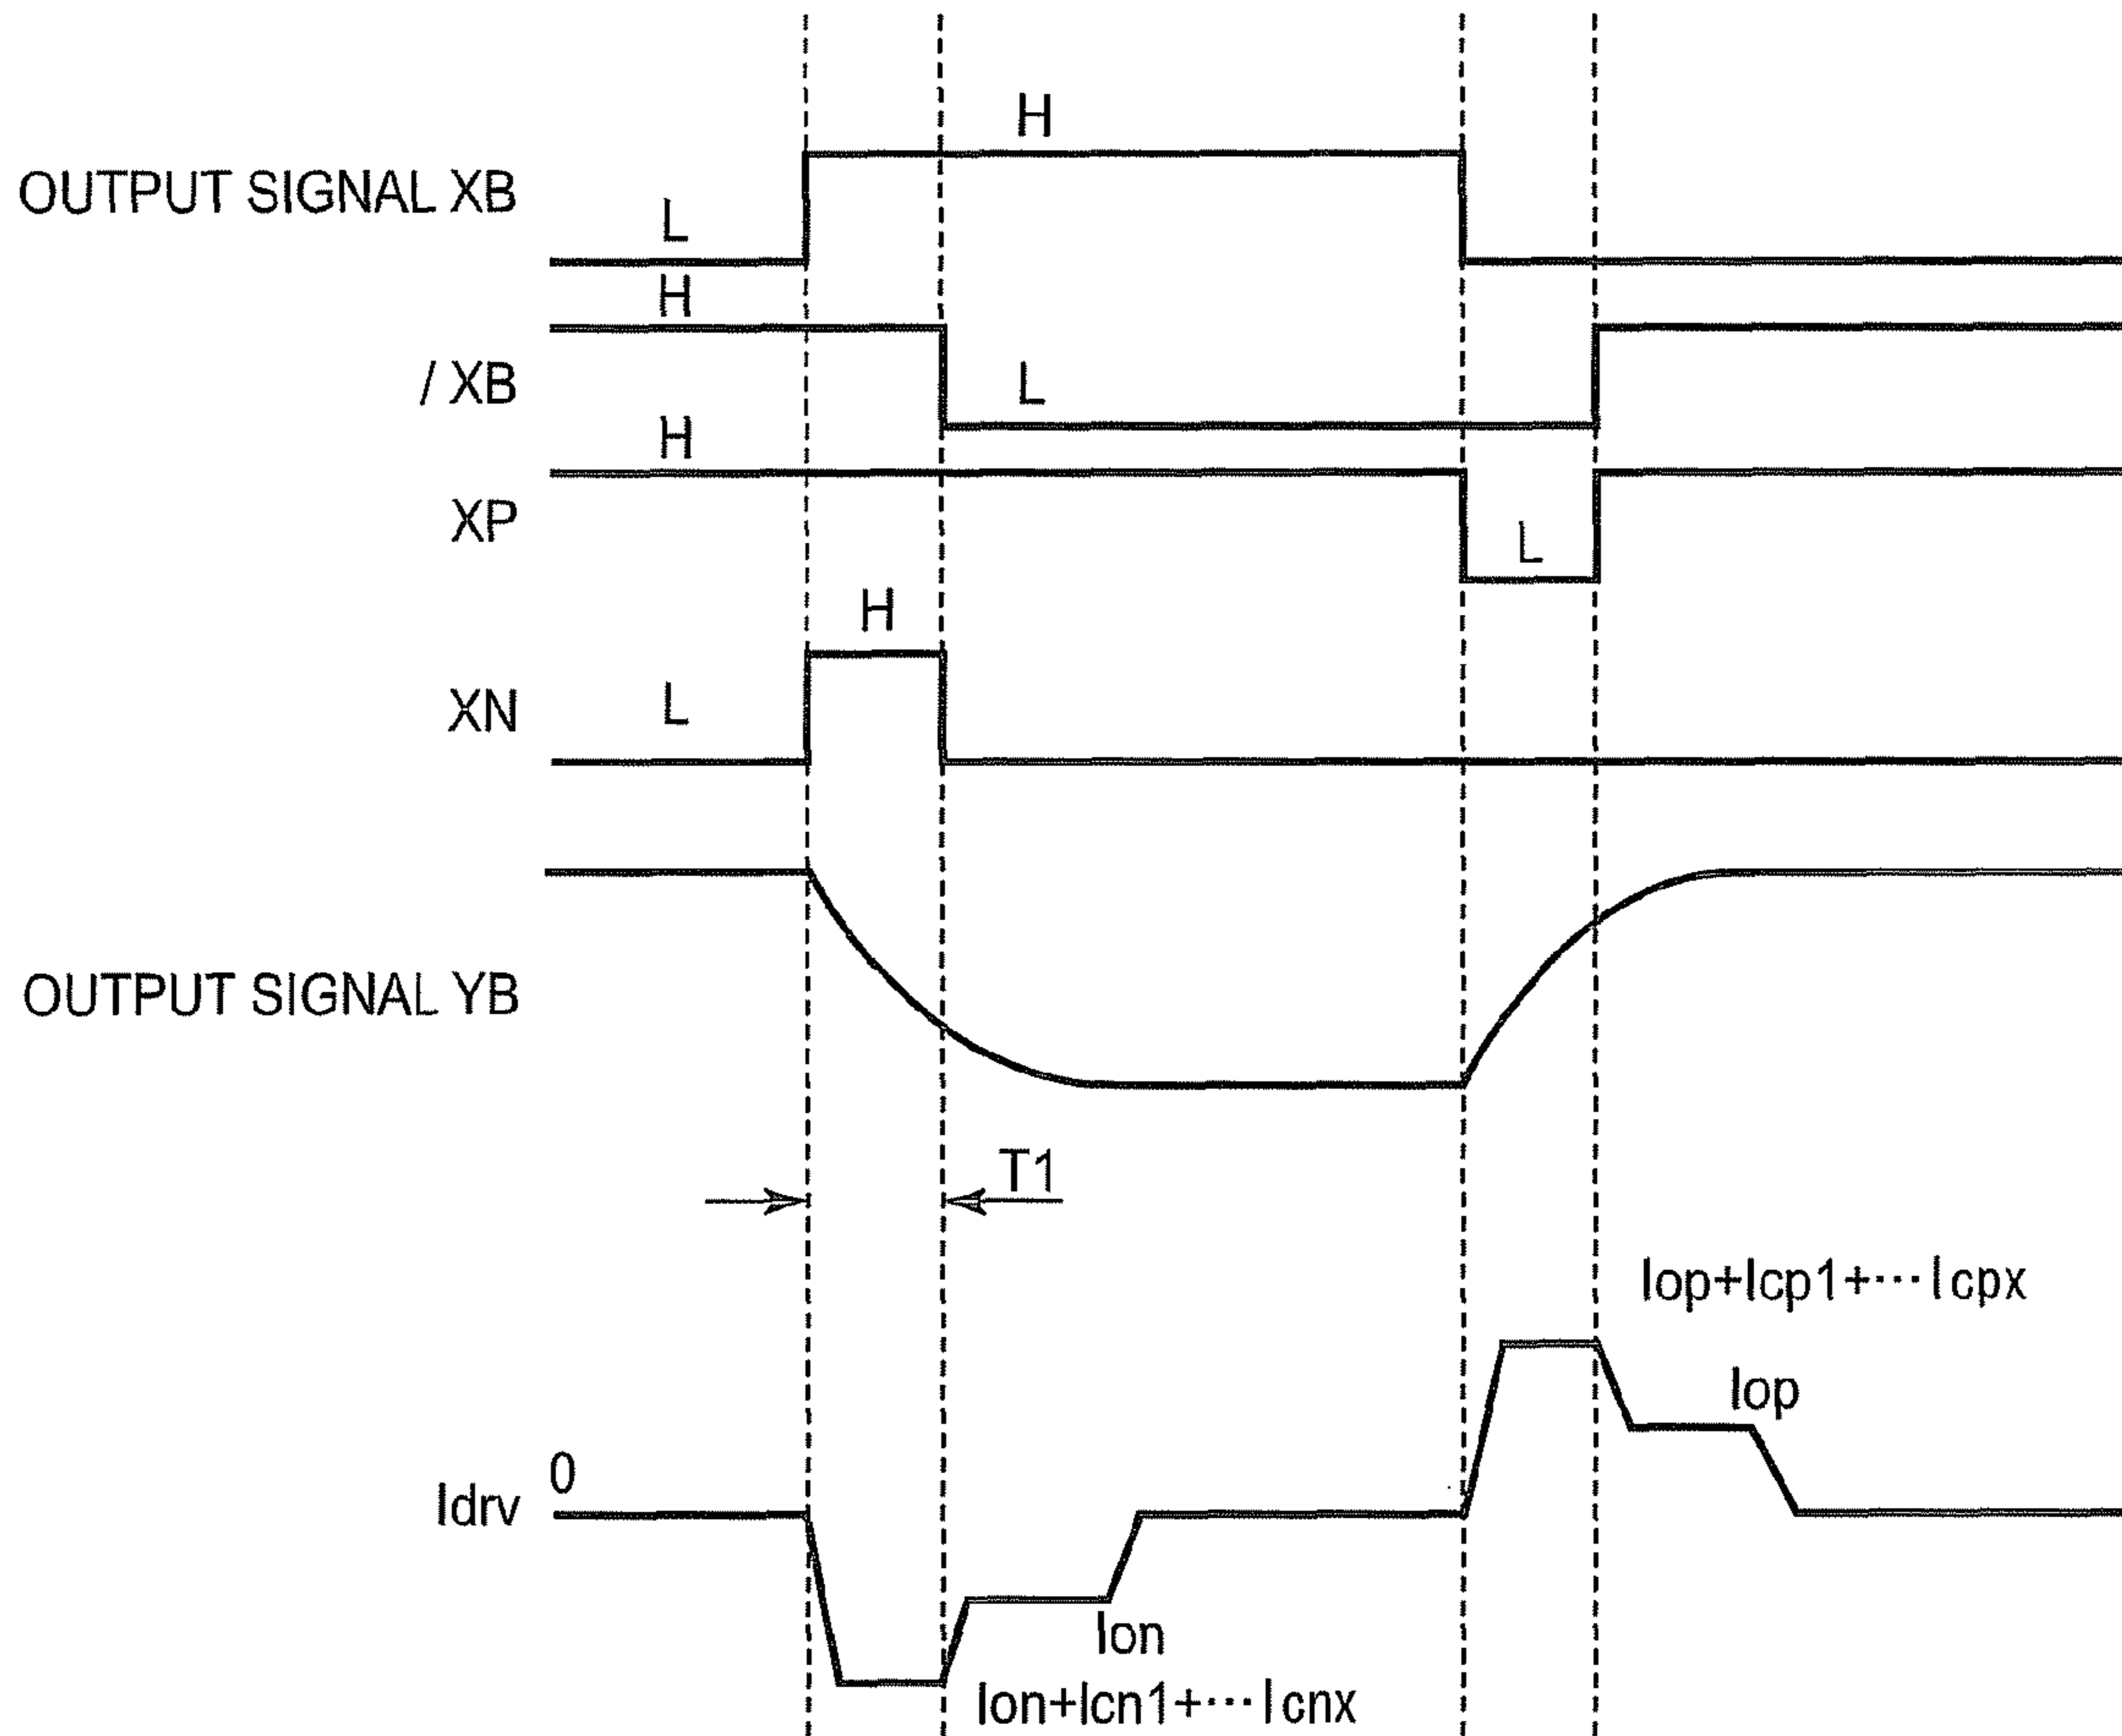 H
OUTPUT SIGNAL XB
L
H
/ XB
L
H
XP
L
H
XN
L
OUTPUT SIGNAL YB
T1
Iop+Icp1+···Icpx
Iop
0
Idrv
Ion
Ion+Icn1+···Icnx